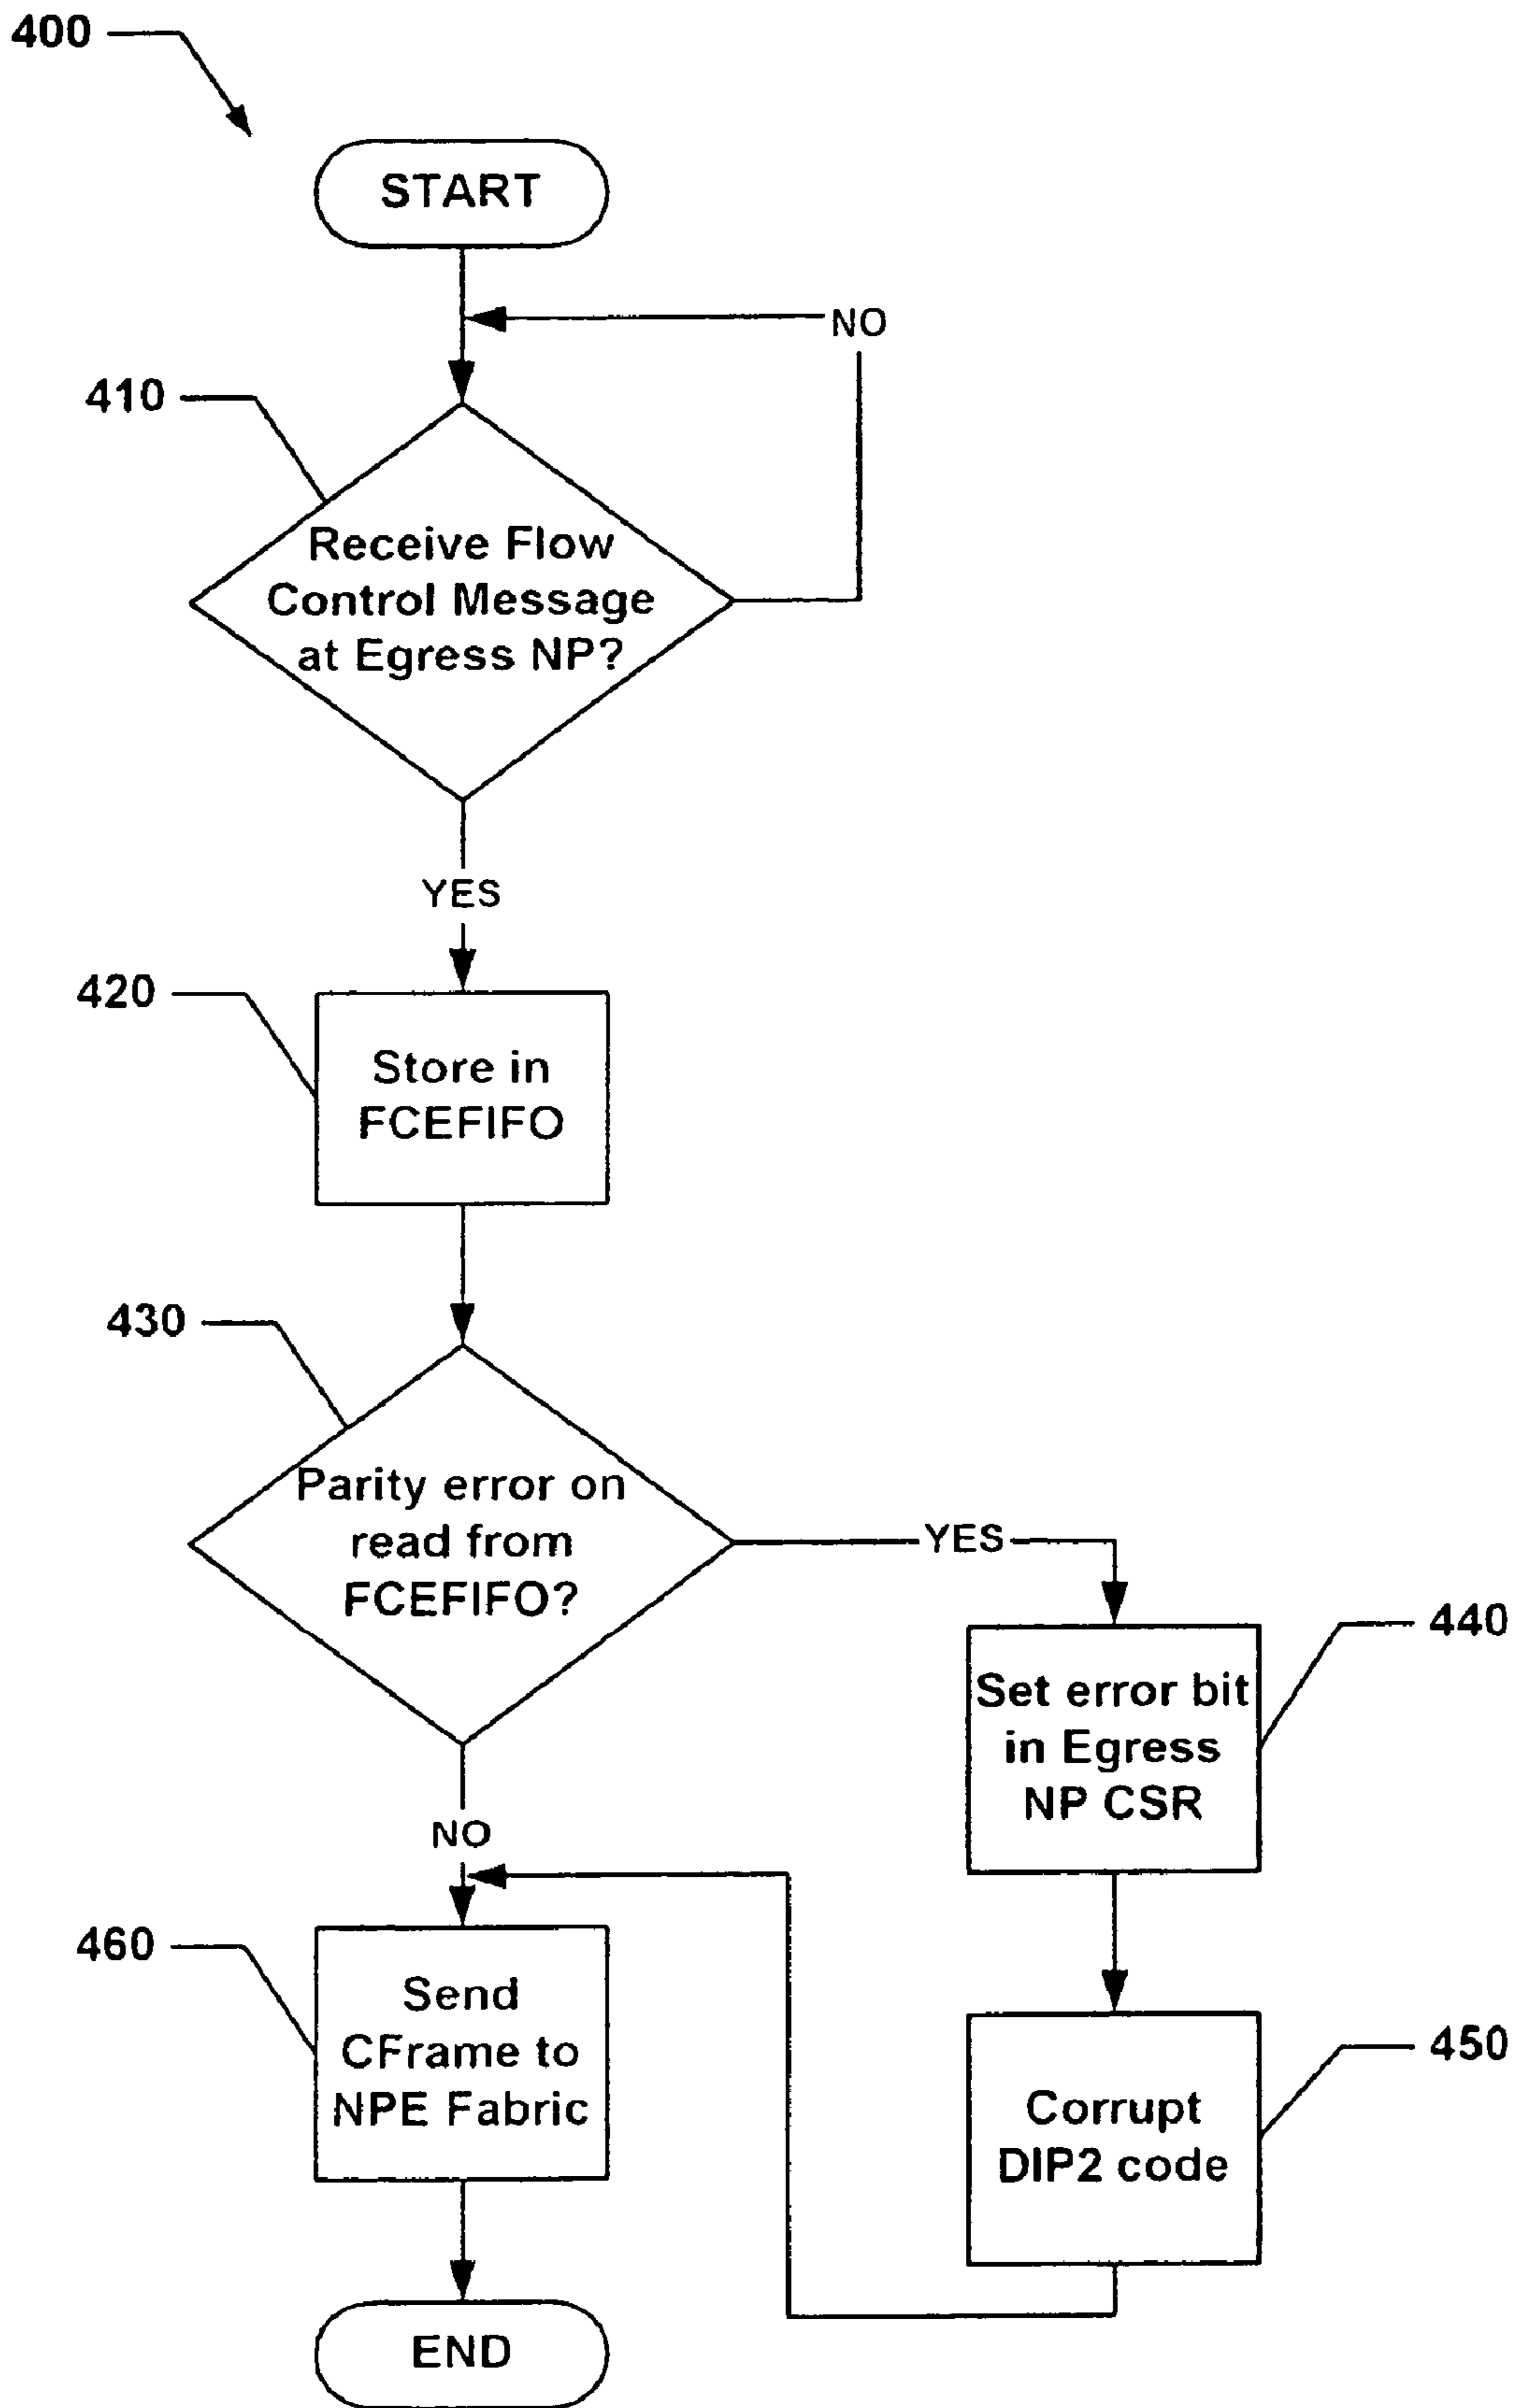 400
START
NO
410
Receive Flow
Control Message
at Egress NP?
YES
420
Store in
FCEFIFO
430
Parity error on
read from
FCEFIFO?
YES
440
Set error bit
in Egress
NP CSR
NO
460
Send
CFrame to
NPE Fabric
450
Corrupt
DIP2 code
END